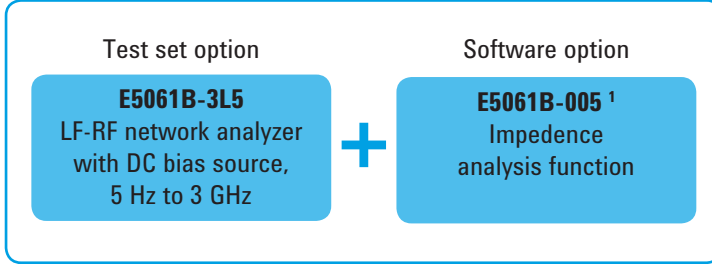 Test set option
E5061B-3L5
LF-RF network analyzer
with DC bias source,
5 Hz to 3 GHz
+
Software option
E5061B-005 ¹
Impedence
analysis function